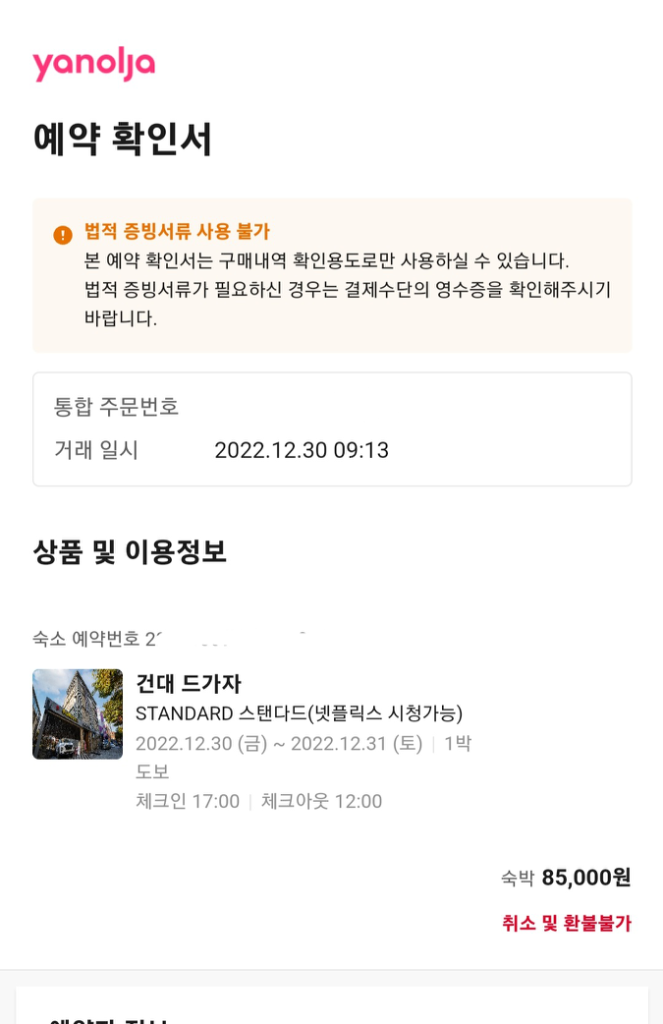 yanolja
예약 확인서
법적 증빙서류 사용 불가
본 예약 확인서는 구매내역 확인용도로만 사용하실 수 있습니다.
법적 증빙서류가 필요하신 경우는 결제수단의 영수증을 확인해주시기
바랍니다.
통합 주문번호
거래 일시 2022.12.30 09:13
상품 및 이용정보
숙소 예약번호
건대 드가자
STANDARD 스탠다드(넷플릭스 시청가능)
2022.12.30 (금) ~ 2022.12.31 (토) | 1박
도보
체크인 17:00 | 체크아웃 12:00
숙박 85,000원
취소 및 환불불가